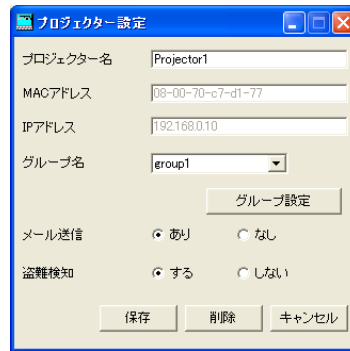 プロジェクター設定
プロジェクター名 Projector1
MACアドレス 08-00-70-c7-d1-77
IPアドレス 192.168.0.10
グループ名 group1
グループ設定
メール送信 あり なし
盗難検知 する しない
保存 削除 キャンセル